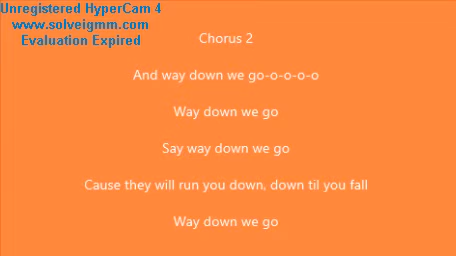 Unregistered HyperCam 4
www.solveigmm.com
Evaluation Expired
Chorus 2
And way down we go-o-o-o-o
Way down we go
Say way down we go
Cause they will run you down, down til you fall
Way down we go